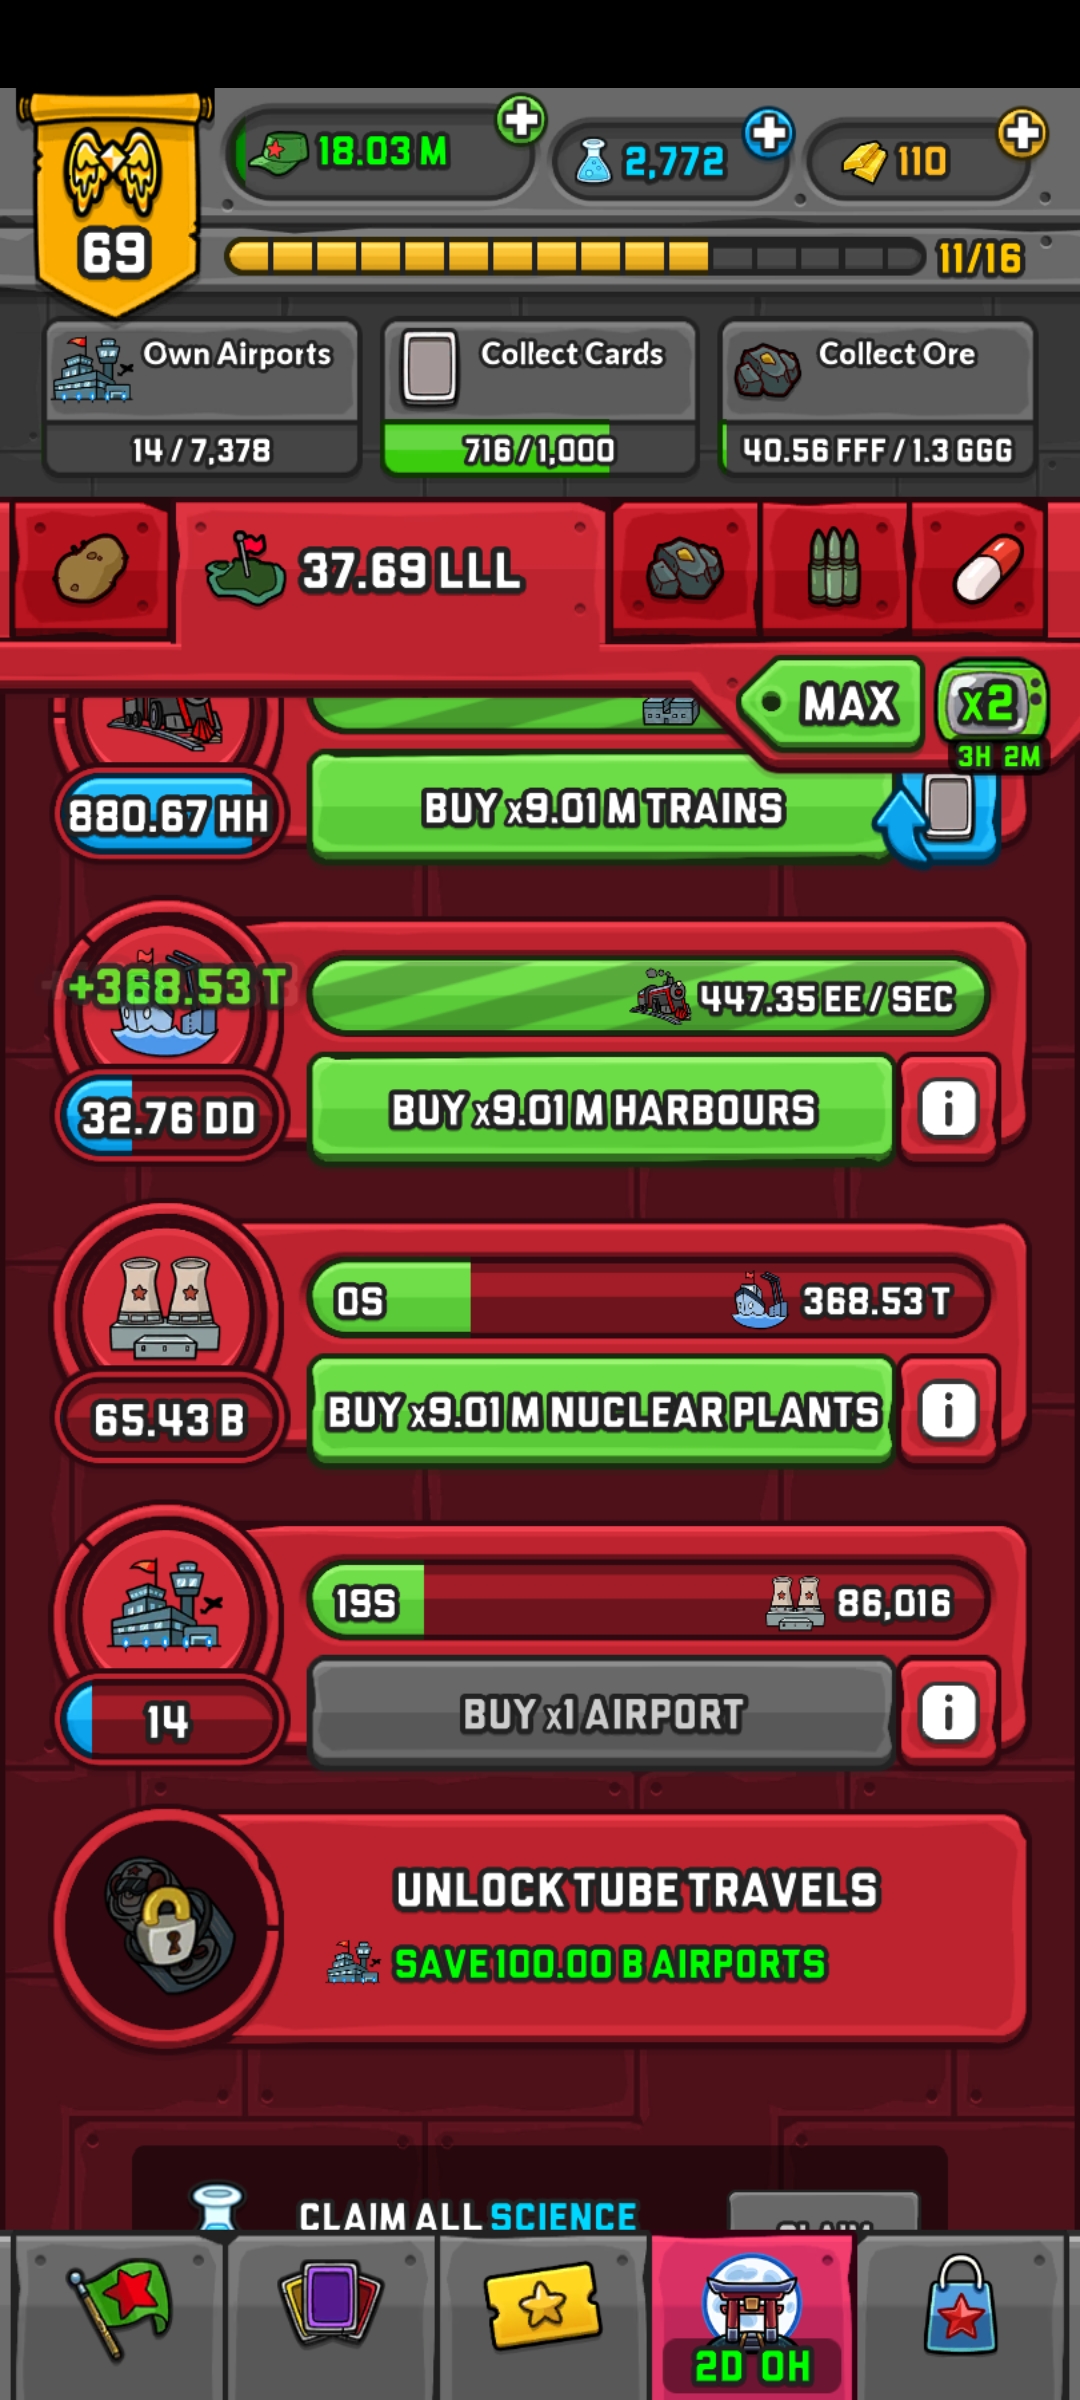 18.03 M
2,772
110
69
11/16
Own Airports
14 / 7,378
Collect Cards
716 / 1,000
Collect Ore
40.56 FFF / 1.3 GGG
37.69 LLL
MAX
x2
3H 2M
880.67 HH
BUY x9.01 M TRAINS
+368.53 T
447.35 EE / SEC
32.76 DD
BUY x9.01 M HARBOURS
i
0S
368.53 T
65.43 B
BUY x9.01 M NUCLEAR PLANTS
i
19S
86,016
14
BUY x1 AIRPORT
i
UNLOCK TUBE TRAVELS
SAVE 100.00 B AIRPORTS
CLAIM ALL SCIENCE
CLAIM
2D 0H